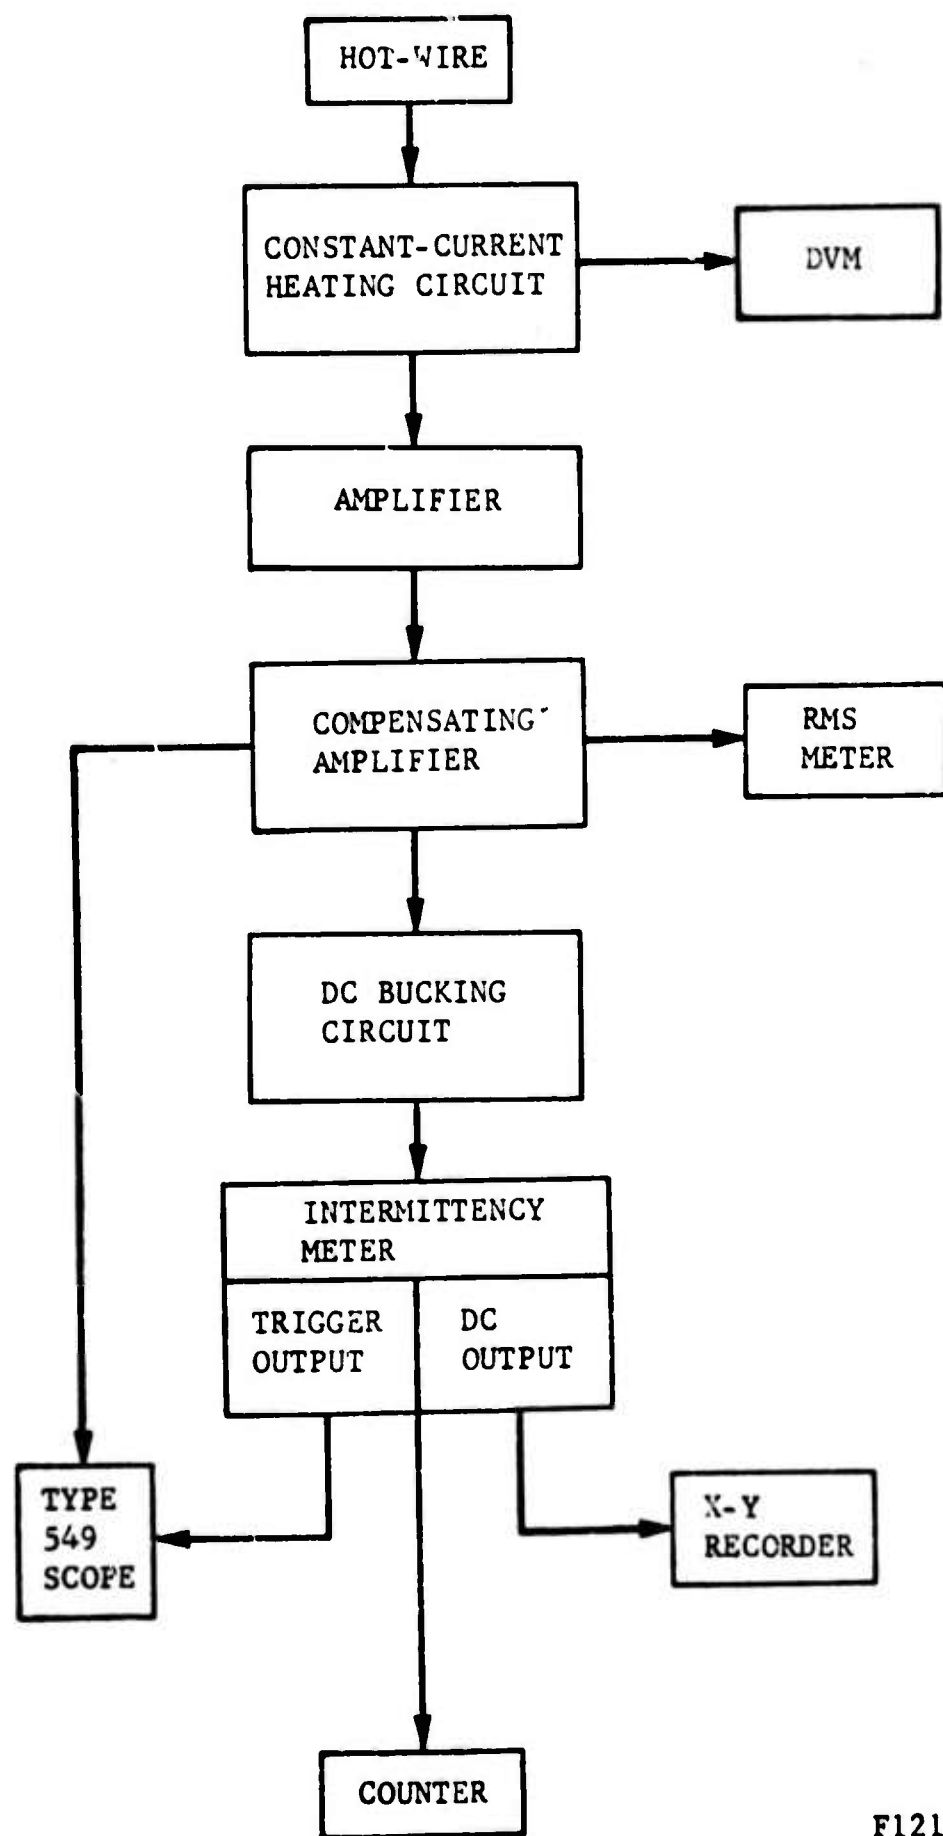 HOT-WIRE
CONSTANT-CURRENT
HEATING CIRCUIT
DVM
AMPLIFIER
COMPENSATING
AMPLIFIER
RMS
METER
DC BUCKING
CIRCUIT
INTERMITTENCY
METER
TRIGGER
OUTPUT
DC
OUTPUT
TYPE
549
SCOPE
X-Y
RECORDER
COUNTER
F121